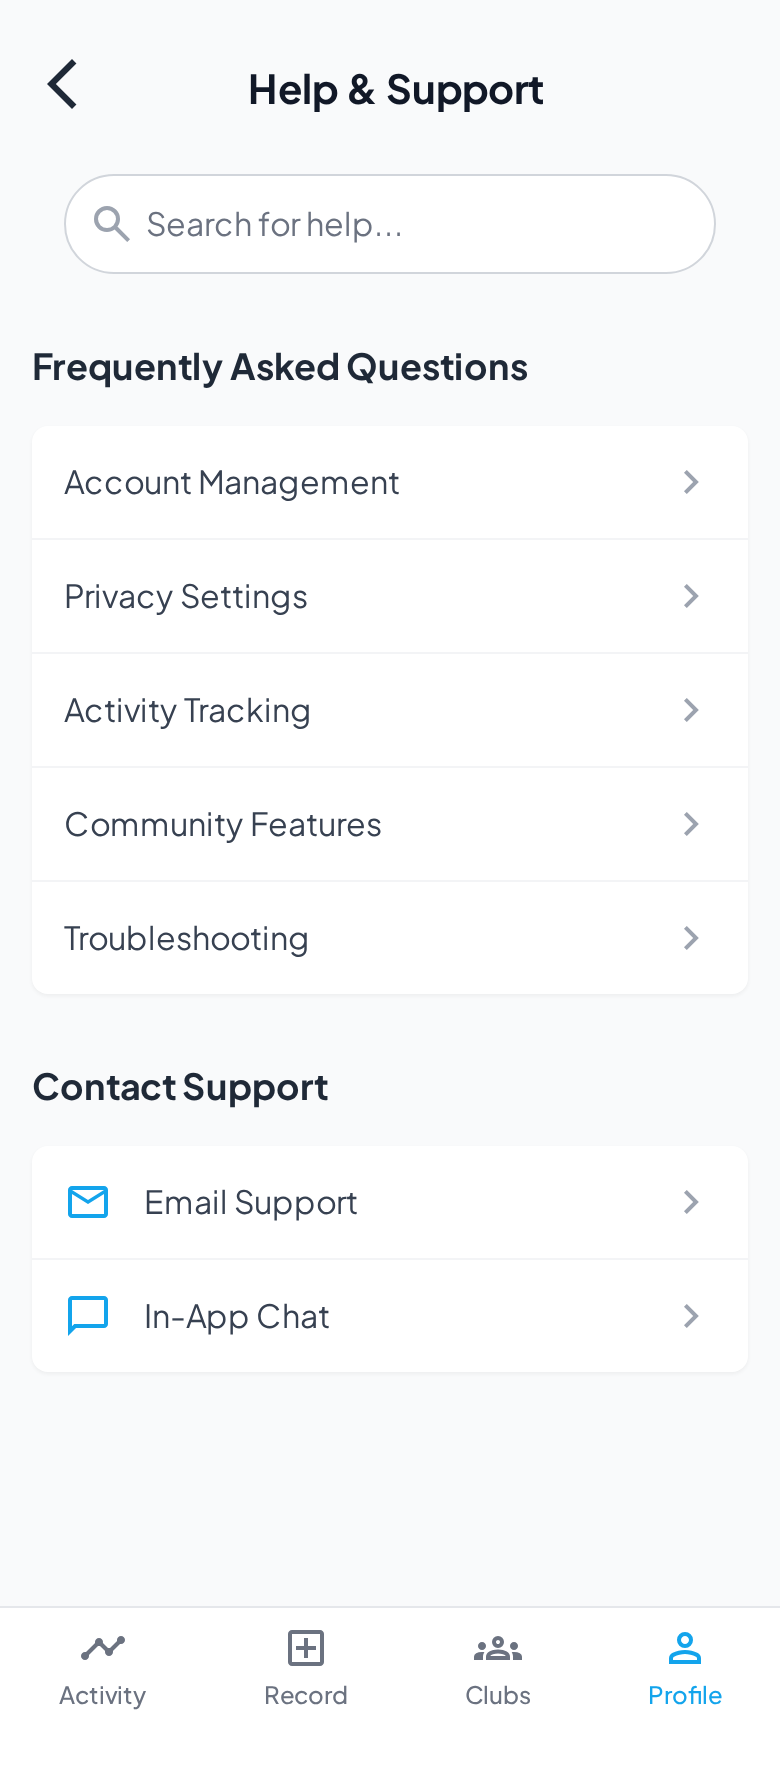 Help & Support
Search for help...
Frequently Asked Questions
Account Management
Privacy Settings
Activity Tracking
Community Features
Troubleshooting
Contact Support
Email Support
In-App Chat
Activity
Record
Clubs
Profile